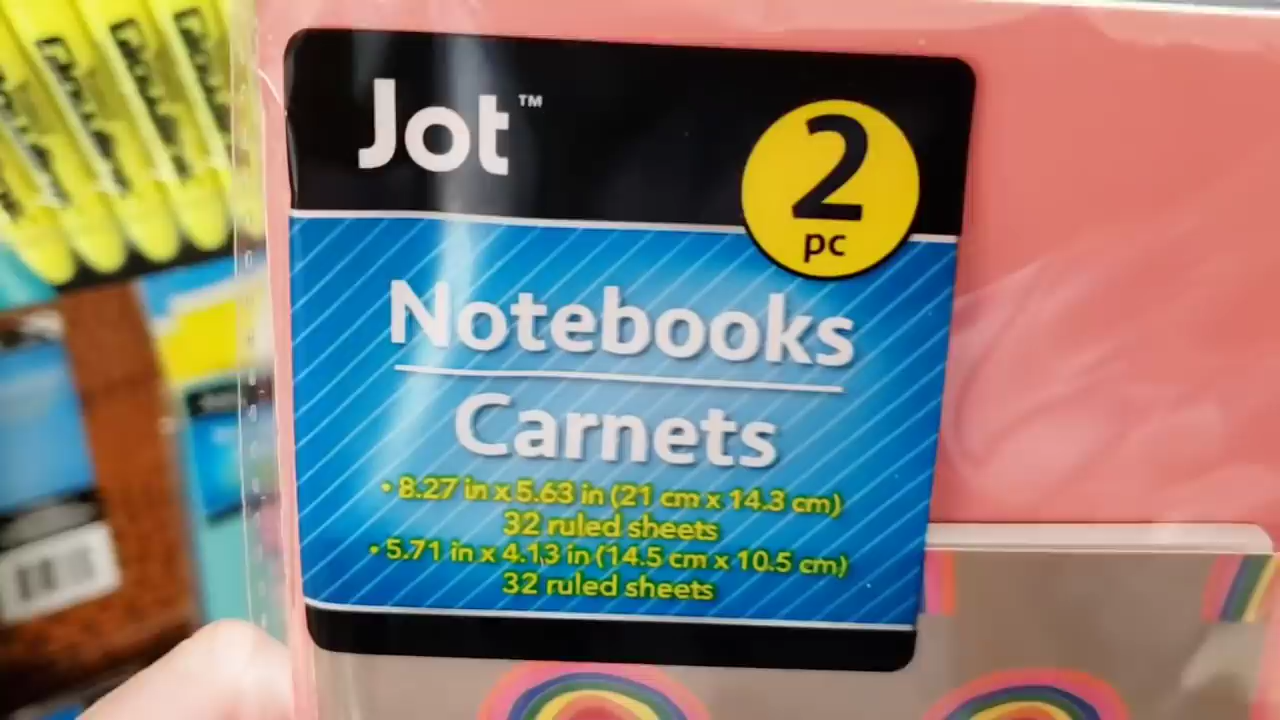 Jot™
2
pc
Notebooks
Carnets
• 8.27 in x 5.63 in (21 cm x 14.3 cm)
32 ruled sheets
• 5.71 in x 4.13 in (14.5 cm x 10.5 cm)
32 ruled sheets